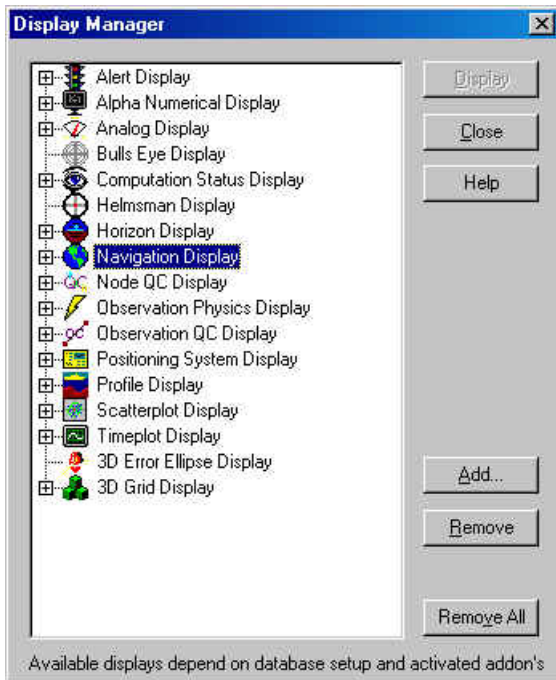 Display Manager
Alert Display
Alpha Numerical Display
Analog Display
Bulls Eye Display
Computation Status Display
Helmsman Display
Horizon Display
Navigation Display
Node QC Display
Observation Physics Display
Observation QC Display
Positioning System Display
Profile Display
Scatterplot Display
Timeplot Display
3D Error Ellipse Display
3D Grid Display
Display
Close
Help
Add...
Remove
Remove All
Available displays depend on database setup and activated addon's